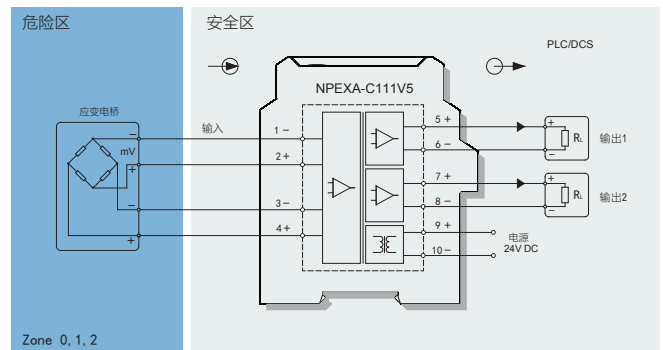 危险区
安全区
PLC/DCS
NPEXA-C111V5
应变电桥
输入
mV
−
+
−
+
1−
2+
3−
4+
5 +
6 −
7 +
8 −
9 +
10−
+
RL
−
输出1
+
RL
−
输出2
电源
24V DC
Zone 0,1,2